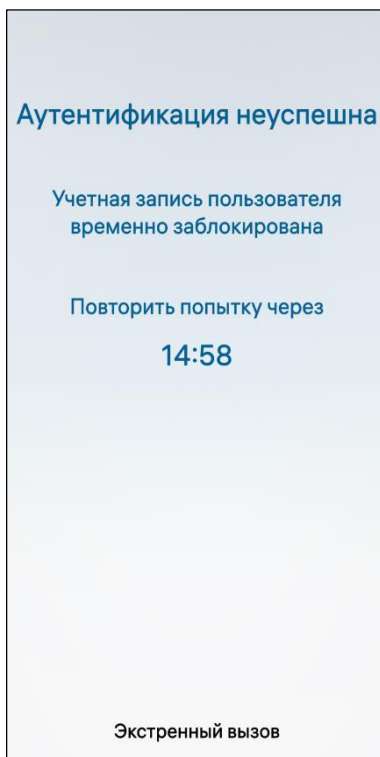 Аутентификация неуспешна
Учетная запись пользователя
временно заблокирована
Повторить попытку через
14:58
Экстренный вызов